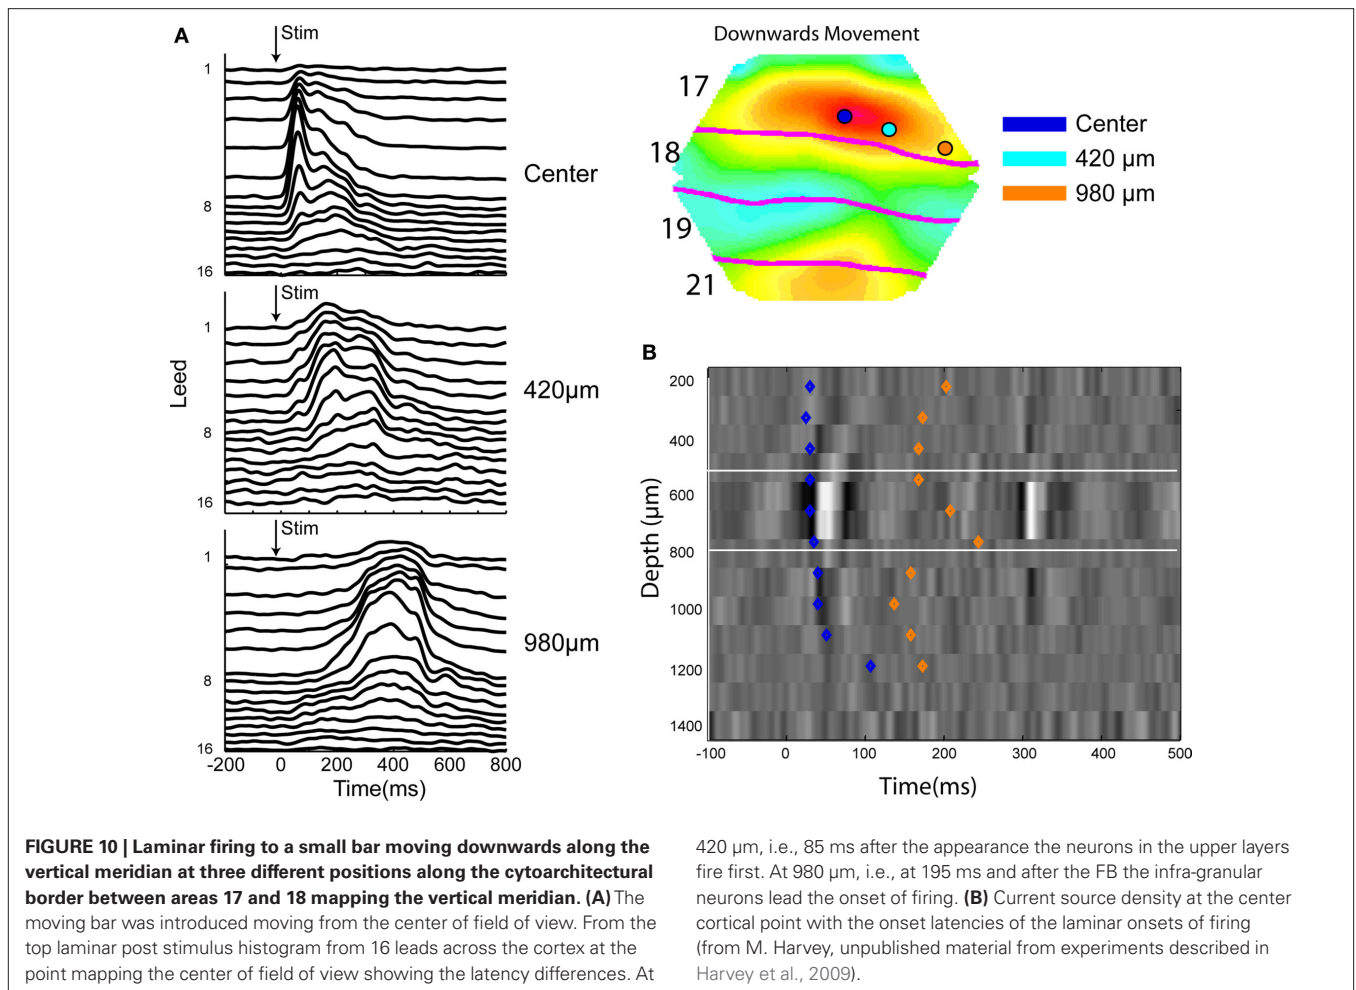 A
Stim
1
8
16
Center
Stim
1
8
16
420µm
Leed
Stim
1
8
16
980µm
-200 0 200 400 600 800
Time(ms)
Downwards Movement
17
18
19
21
Center
420 µm
980 µm
B
200
400
600
800
1000
1200
1400
Depth (µm)
-100 0 100 200 300 400 500
Time(ms)
FIGURE 10 | Laminar firing to a small bar moving downwards along the
vertical meridian at three different positions along the cytoarchitectural
border between areas 17 and 18 mapping the vertical meridian. (A) The
moving bar was introduced moving from the center of field of view. From the
top laminar post stimulus histogram from 16 leads across the cortex at the
point mapping the center of field of view showing the latency differences. At
420 µm, i.e., 85 ms after the appearance the neurons in the upper layers
fire first. At 980 µm, i.e., at 195 ms and after the FB the infra-granular
neurons lead the onset of firing. (B) Current source density at the center
cortical point with the onset latencies of the laminar onsets of firing
(from M. Harvey, unpublished material from experiments described in
Harvey et al., 2009).